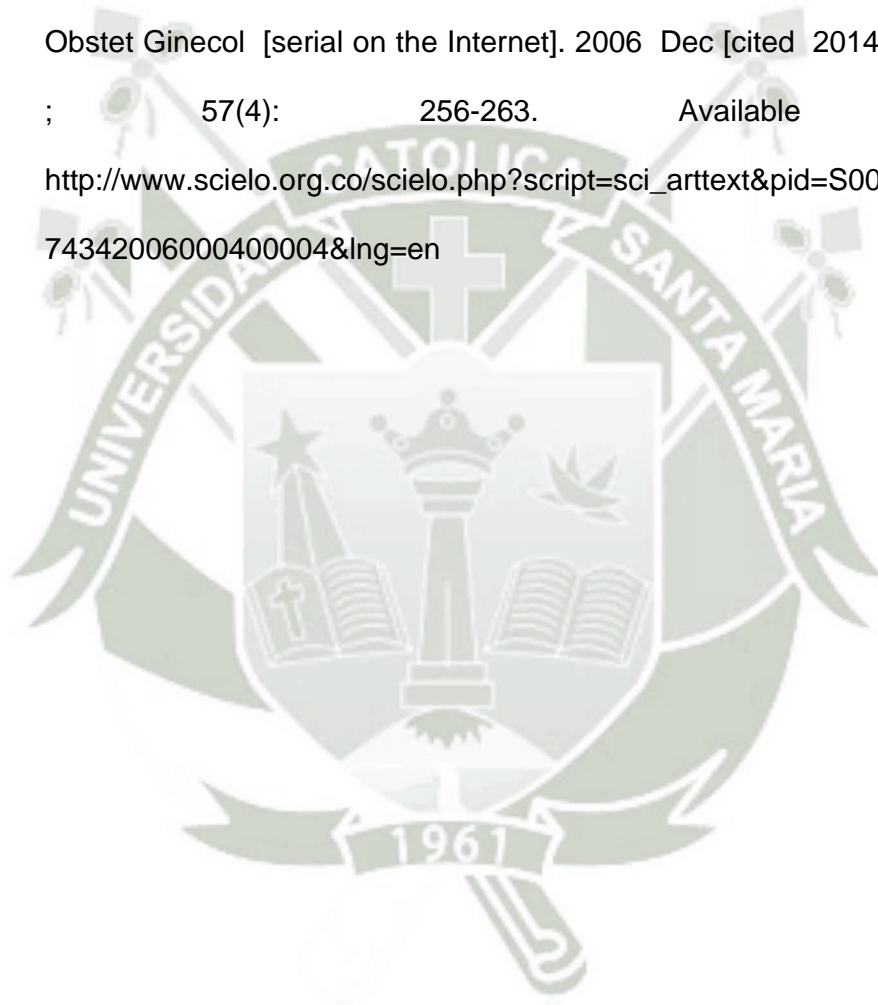 Obstet Ginecol [serial on the Internet]. 2006 Dec [cited 2014
; 57(4): 256-263. Available
http://www.scielo.org.co/scielo.php?script=sci_arttext&pid=S00
74342006000400004&lng=en
UNIVERSIDAD CATOLICA SANTA MARIA
1961